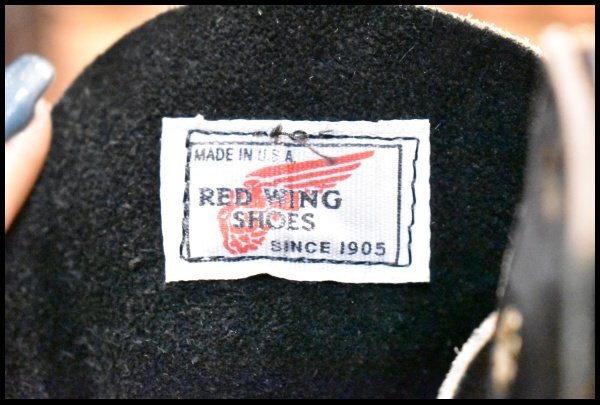 MADE IN U.S.A.
RED WING
SHOES
SINCE 1905